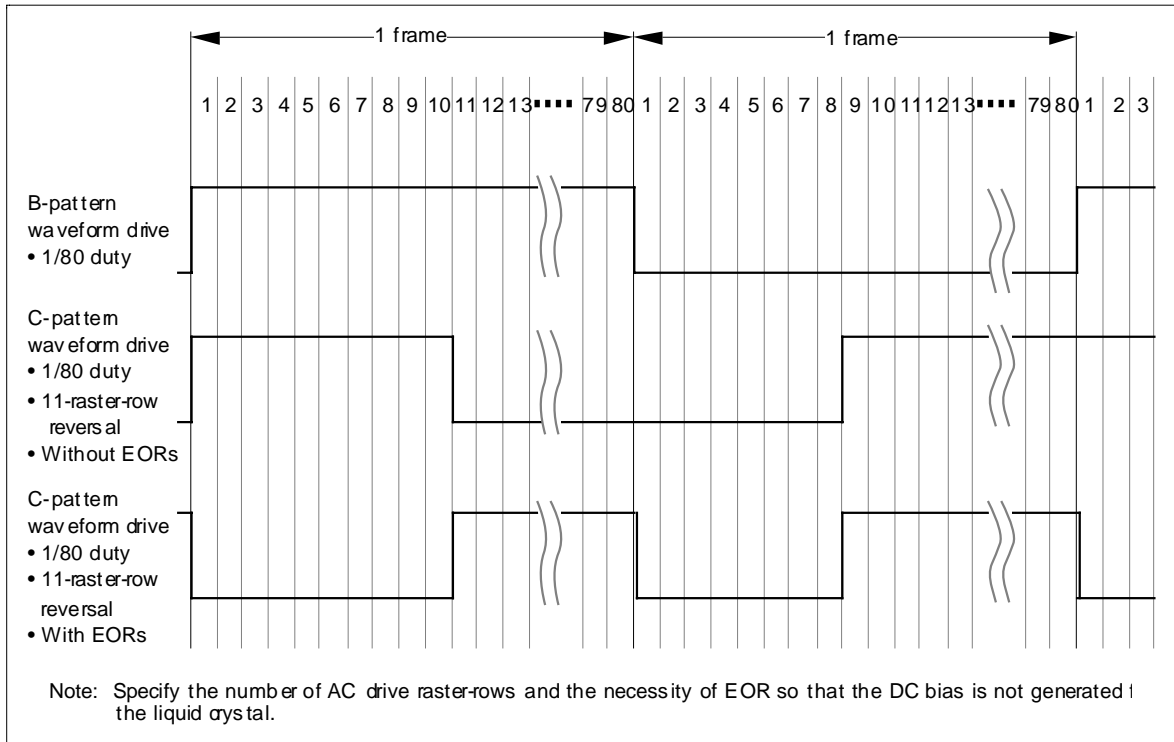 1 frame 1 frame
1 2 3 4 5 6 7 8 9 10 11 12 13 79 80 1 2 3 4 5 6 7 8 9 10 11 12 13 79 80 1 2 3
B-pattern
waveform drive
• 1/80 duty
C-pattern
waveform drive
• 1/80 duty
• 11-raster-row
reversal
• Without EORs
C-pattern
waveform drive
• 1/80 duty
• 11-raster-row
reversal
• With EORs
Note: Specify the number of AC drive raster-rows and the necessity of EOR so that the DC bias is not generated
the liquid crystal.